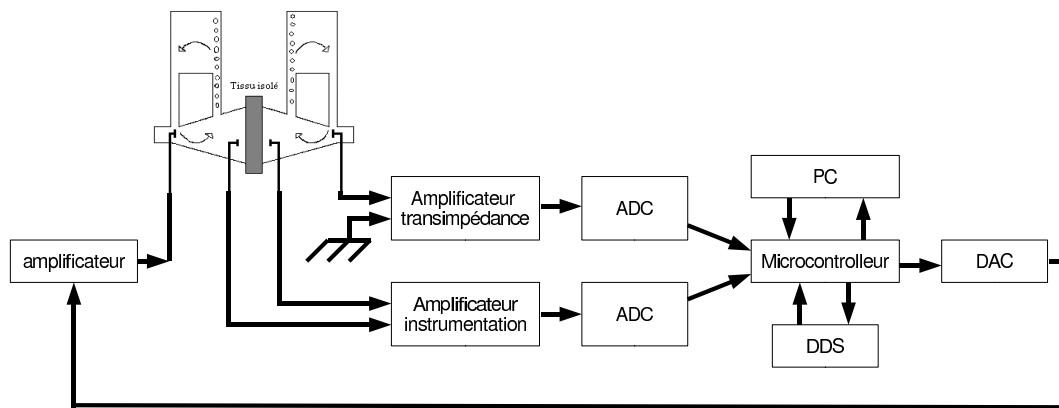 Tissu isolé
Amplificateur
transimpédance
ADC
PC
amplificateur
Microcontrolleur
DAC
Amplificateur
instrumentation
ADC
DDS